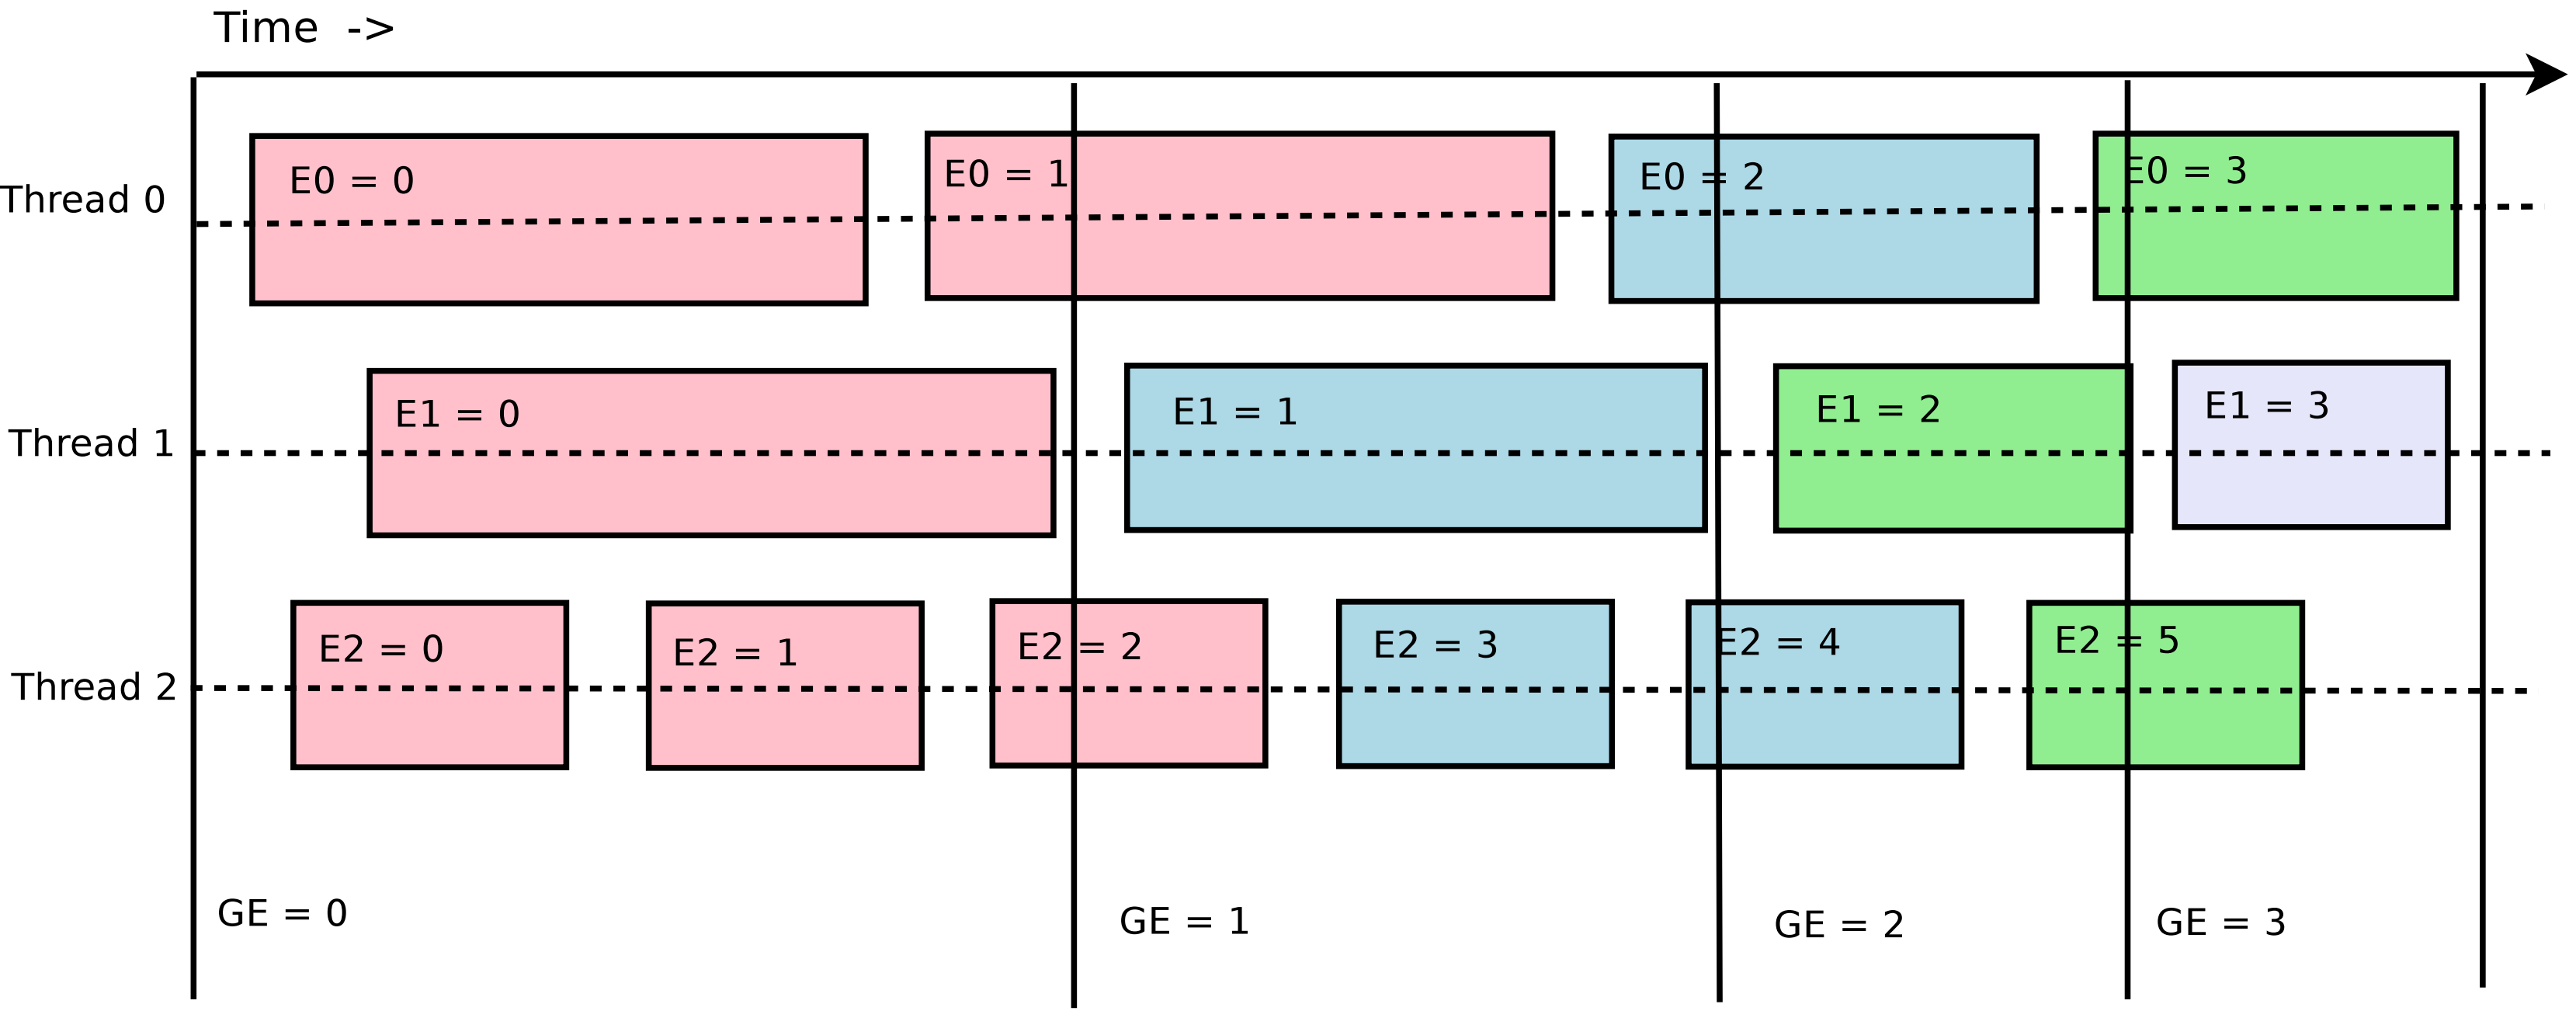 Time  ->
Thread 0
E0 = 0
E0 = 1
E0 = 2
E0 = 3
Thread 1
E1 = 0
E1 = 1
E1 = 2
E1 = 3
Thread 2
E2 = 0
E2 = 1
E2 = 2
E2 = 3
E2 = 4
E2 = 5
GE = 0
GE = 1
GE = 2
GE = 3